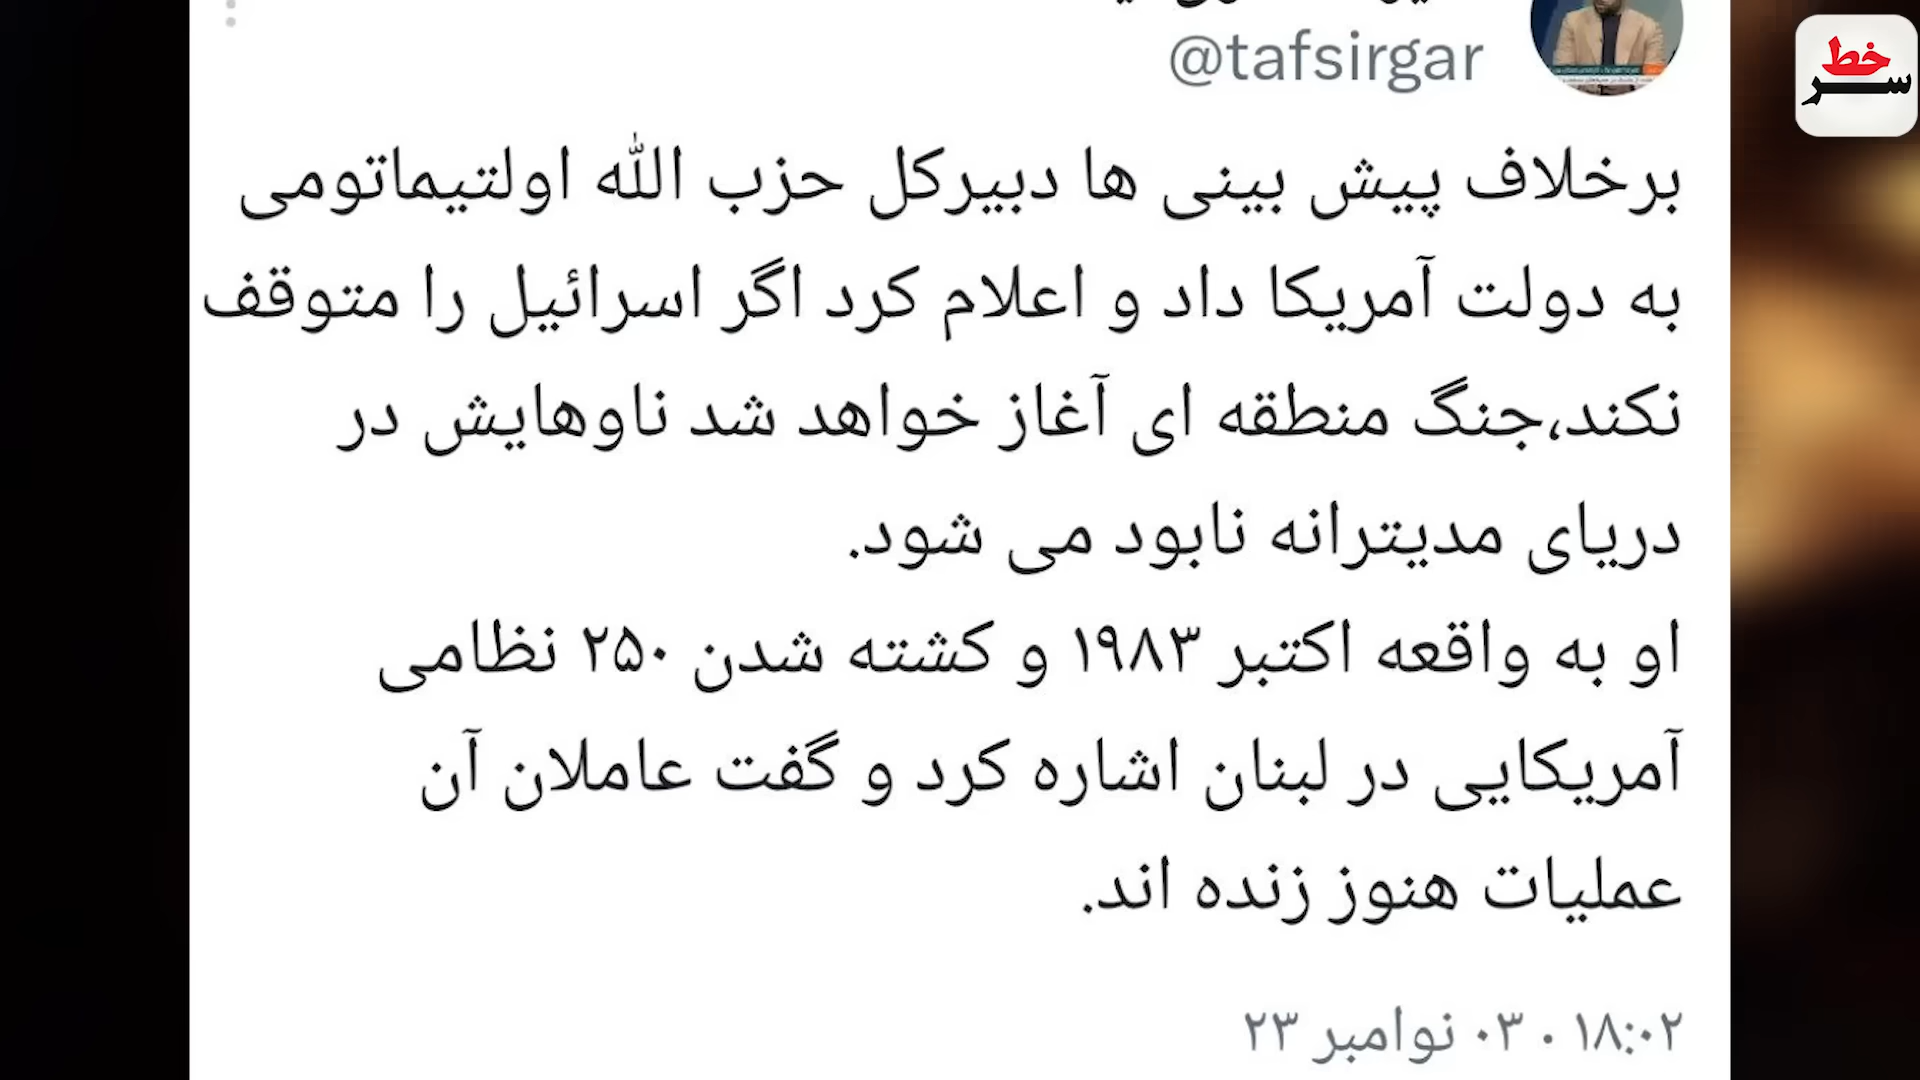 @tafsirgar
خط
سر
برخلاف پیش بینی ها دبیرکل حزب الله اولتیماتومی
به دولت آمریکا داد و اعلام کرد اگر اسرائیل را متوقف
نکند،جنگ منطقه ای آغاز خواهد شد ناوهایش در
دریای مدیترانه نابود می شود.
او به واقعه اکتبر ۱۹۸۳ و کشته شدن ۲۵۰ نظامی
آمریکایی در لبنان اشاره کرد و گفت عاملان آن
عملیات هنوز زنده اند.
۱۸:۰۲ · ۰۳ نوامبر ۲۳